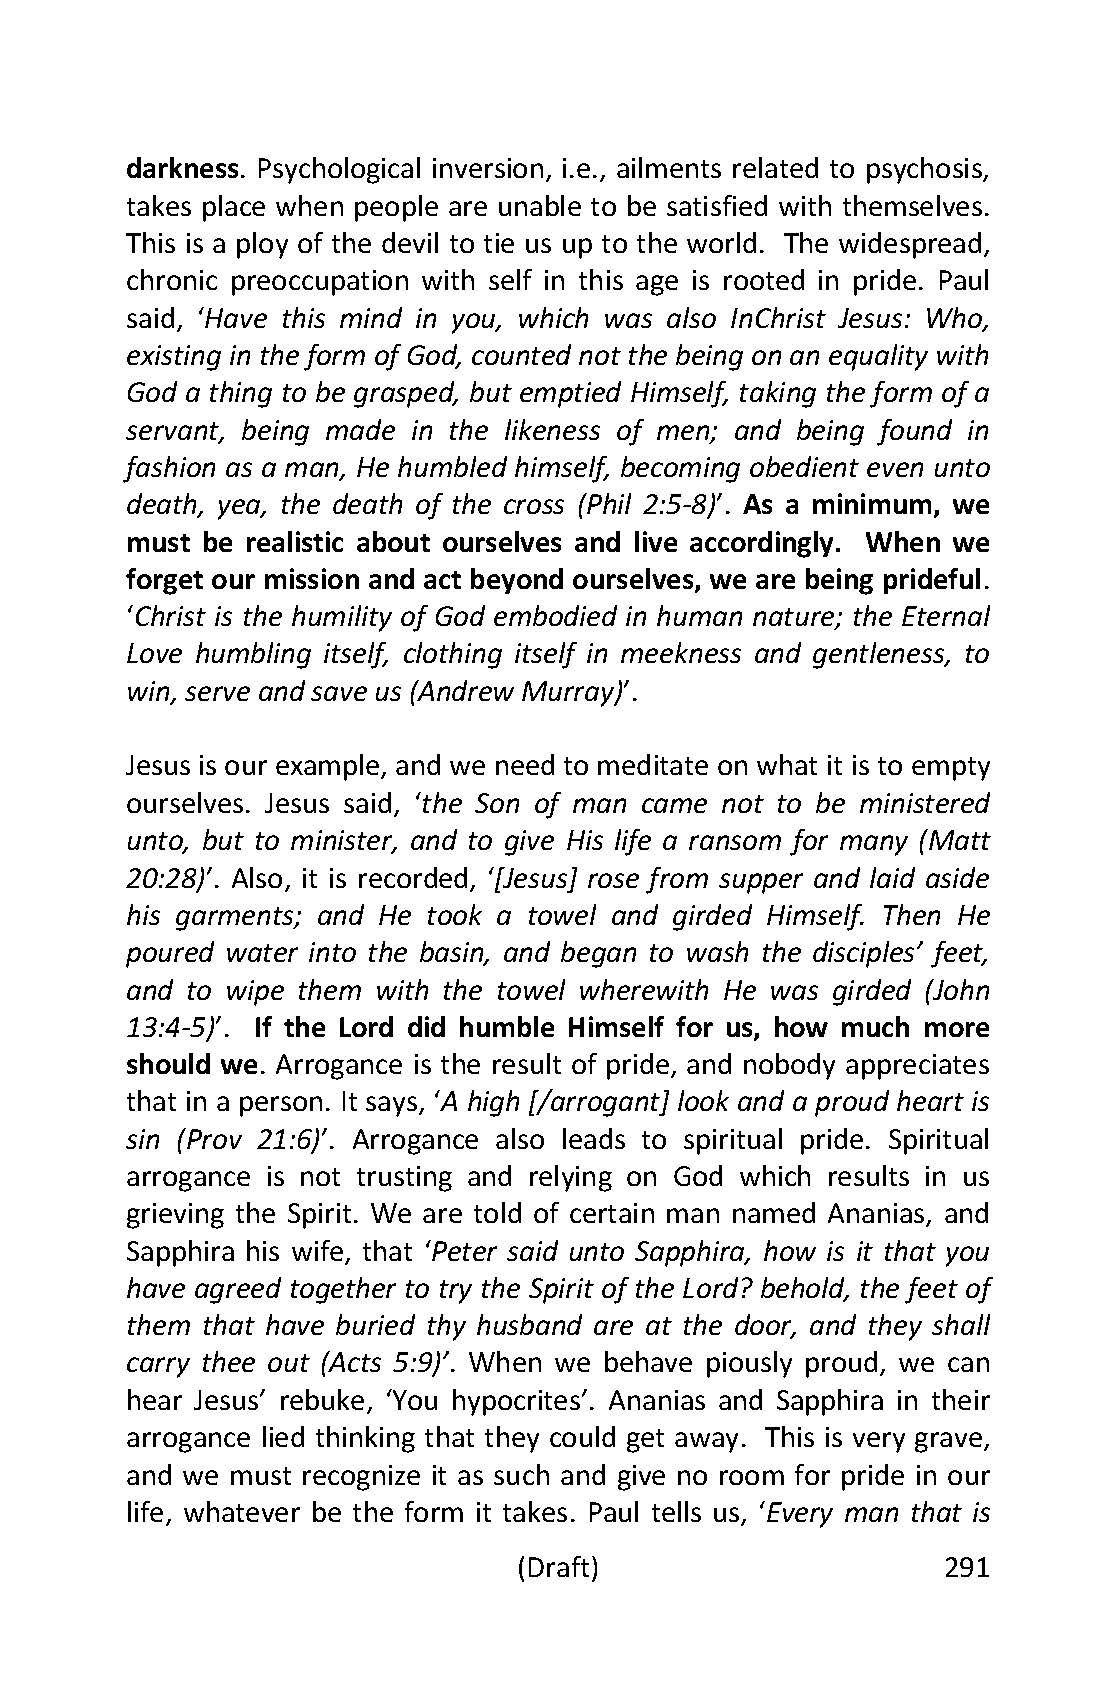 darkness. Psychological inversion, i.e., ailments related to psychosis,
takes place when people are unable to be satisfied with themselves.
This is a ploy of the devil to tie us up to the world.  The widespread,
chronic preoccupation with self in this age is rooted in pride. Paul
said, ‘Have this mind in you, which was also InChrist Jesus: Who,
existing in the form of God, counted not the being on an equality with
God a thing to be grasped, but emptied Himself, taking the form of a
servant, being made in the likeness of men; and being found in
fashion as a man, He humbled himself, becoming obedient even unto
death, yea, the death of the cross (Phil 2:5-8)’. As a minimum, we
must be realistic about ourselves and live accordingly.  When we
forget our mission and act beyond ourselves, we are being prideful.
‘Christ is the humility of God embodied in human nature; the Eternal
Love humbling itself, clothing itself in meekness and gentleness, to
win, serve and save us (Andrew Murray)’.

Jesus is our example, and we need to meditate on what it is to empty
ourselves. Jesus said, ‘the Son of man came not to be ministered
unto, but to minister, and to give His life a ransom for many (Matt
20:28)’. Also, it is recorded, ‘[Jesus] rose from supper and laid aside
his garments; and He took a towel and girded Himself. Then He
poured water into the basin, and began to wash the disciples’ feet,
and to wipe them with the towel wherewith He was girded (John
13:4-5)’.  If the Lord did humble Himself for us, how much more
should we. Arrogance is the result of pride, and nobody appreciates
that in a person. It says, ‘A high [/arrogant] look and a proud heart is
sin (Prov 21:6)’. Arrogance also leads to spiritual pride. Spiritual
arrogance is not trusting and relying on God which results in us
grieving the Spirit. We are told of certain man named Ananias, and
Sapphira his wife, that ‘Peter said unto Sapphira, how is it that you
have agreed together to try the Spirit of the Lord? behold, the feet of
them that have buried thy husband are at the door, and they shall
carry thee out (Acts 5:9)’. When we behave piously proud, we can
hear Jesus’ rebuke, ‘You hypocrites’. Ananias and Sapphira in their
arrogance lied thinking that they could get away.  This is very grave,
and we must recognize it as such and give no room for pride in our
life, whatever be the form it takes. Paul tells us, ‘Every man that is
(Draft) 291